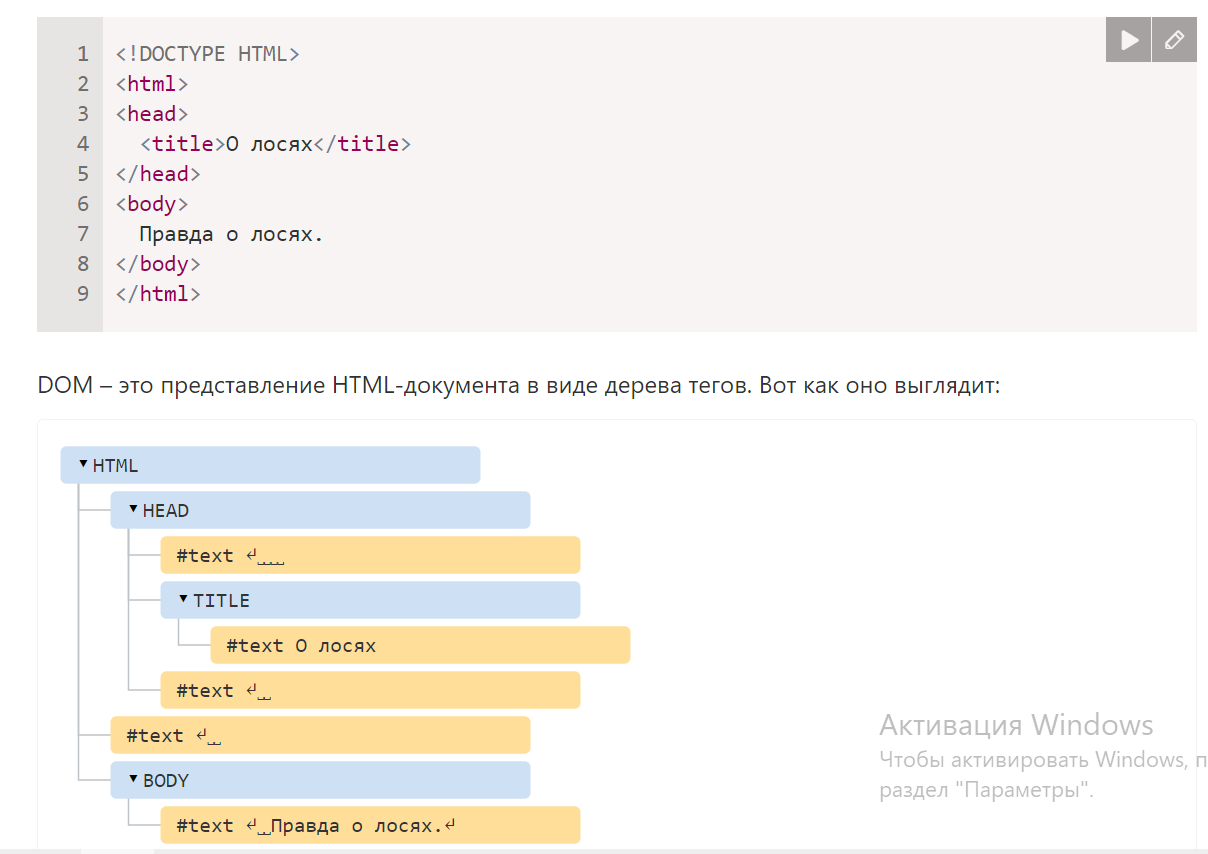 1 <!DOCTYPE HTML>
2 <html>
3 <head>
4   <title>О лосях</title>
5 </head>
6 <body>
7   Правда о лосях.
8 </body>
9 </html>
DOM – это представление HTML-документа в виде дерева тегов. Вот как оно выглядит:
▼ HTML
▼ HEAD
#text ↵␣␣␣␣
▼ TITLE
#text О лосях
#text ↵␣␣
#text ↵␣␣
▼ BODY
#text ↵␣␣Правда о лосях.↵
Активация Windows
Чтобы активировать Windows, п
раздел "Параметры".